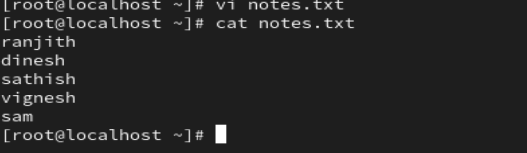 [root@localhost ~]# vi notes.txt
[root@localhost ~]# cat notes.txt
ranjith
dinesh
sathish
vignesh
sam
[root@localhost ~]#